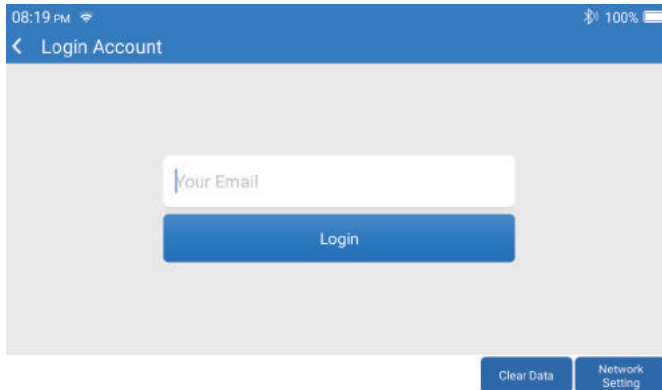 08:19 PM 100%
Login Account
Your Email
Login
Clear Data
Network
Setting